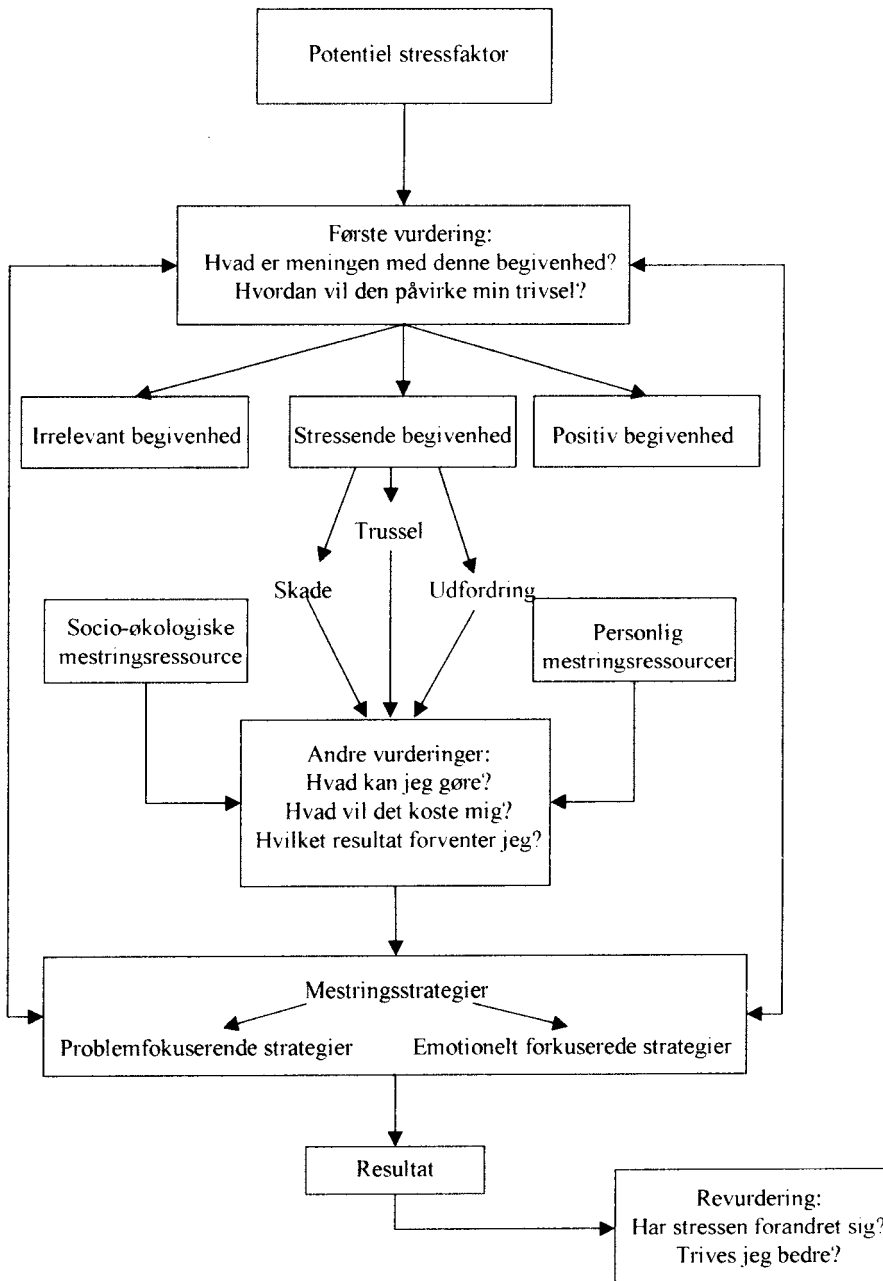 Potentiel stressfaktor
Første vurdering:
Hvad er meningen med denne begivenhed?
Hvordan vil den påvirke min trivsel?
Irrelevant begivenhed
Stressende begivenhed
Positiv begivenhed
Trussel
Skade
Udfordring
Socio-økologiske
mestringsressource
Personlig
mestringsressourcer
Andre vurderinger:
Hvad kan jeg gøre?
Hvad vil det koste mig?
Hvilket resultat forventer jeg?
Mestringsstrategier
Problemfokuserende strategier
Emotionelt forkuserede strategier
Resultat
Revurdering:
Har stressen forandret sig?
Trives jeg bedre?